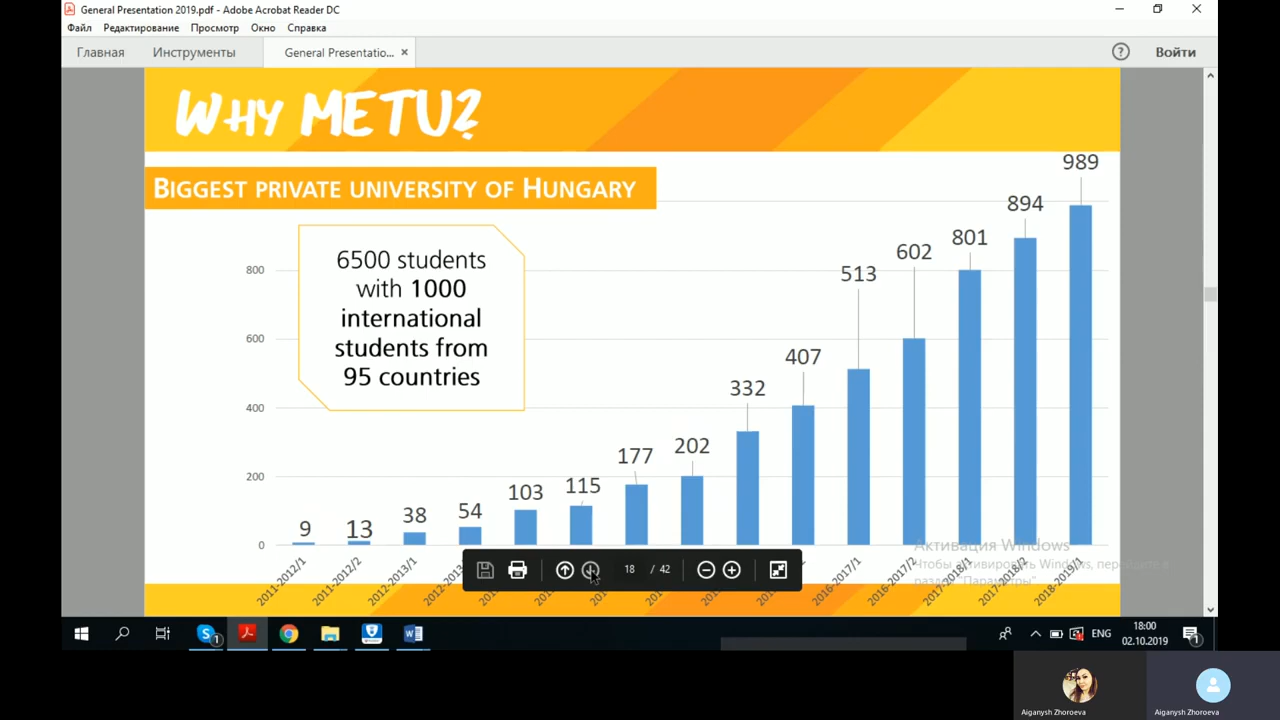 General Presentation 2019.pdf - Adobe Acrobat Reader DC
Файл Редактирование Просмотр Окно Справка
Главная Инструменты General Presentatio... × ? Войти
WHY METU?
BIGGEST PRIVATE UNIVERSITY OF HUNGARY
6500 students
with 1000
international
students from
95 countries
800
600
400
200
0
9 13 38 54 103 115 177 202 332 407 513 602 801 894 989
2011-2012/1 2011-2012/2 2012-2013/1 2016-2017/1 2016-2017/2 2017-2018/1 2017-2018/2 2018-2019/1
Активация Windows
Чтобы активировать Windows, перейдите в
раздел "Параметры"
18 / 42
1 1
ENG
18:00
02.10.2019
Aiganysh Zhoroeva Aiganysh Zhoroeva